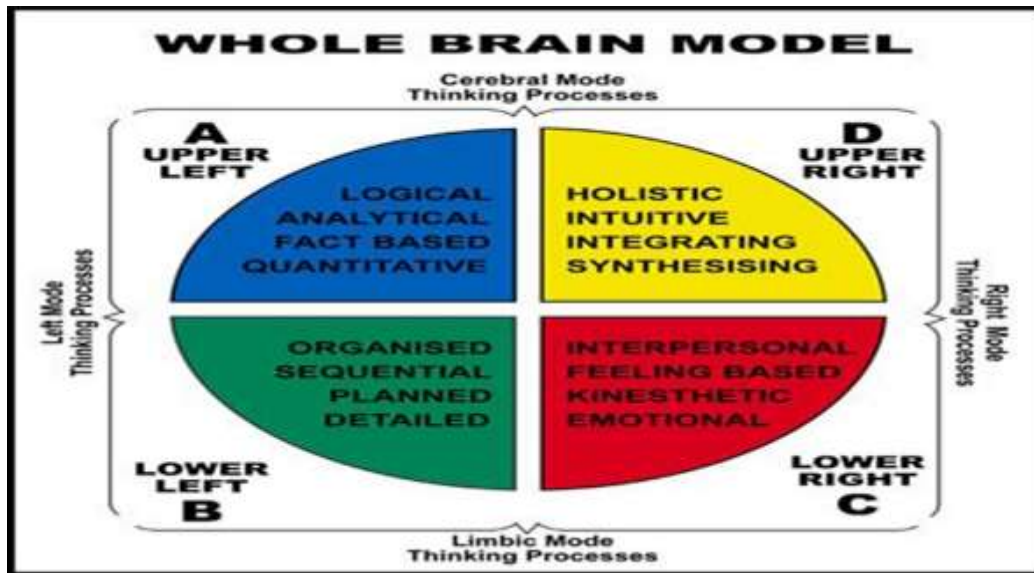 WHOLE BRAIN MODEL
Cerebral Mode
Thinking Processes
A
UPPER
LEFT
D
UPPER
RIGHT
LOGICAL
ANALYTICAL
FACT BASED
QUANTITATIVE
HOLISTIC
INTUITIVE
INTEGRATING
SYNTHESISING
Left Mode
Thinking Processes
Right Mode
Thinking Processes
ORGANISED
SEQUENTIAL
PLANNED
DETAILED
INTERPERSONAL
FEELING BASED
KINESTHETIC
EMOTIONAL
LOWER
LEFT
B
LOWER
RIGHT
C
Limbic Mode
Thinking Processes